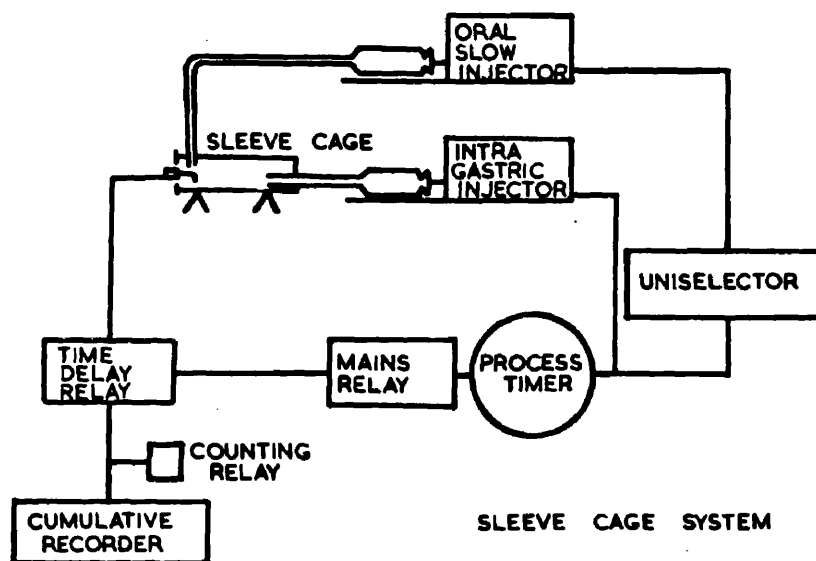 ORAL
SLOW
INJECTOR
SLEEVE CAGE
INTRA
GASTRIC
INJECTOR
UNISELECTOR
TIME
DELAY
RELAY
MAINS
RELAY
PROCESS
TIMER
COUNTING
RELAY
CUMULATIVE
RECORDER
SLEEVE CAGE SYSTEM